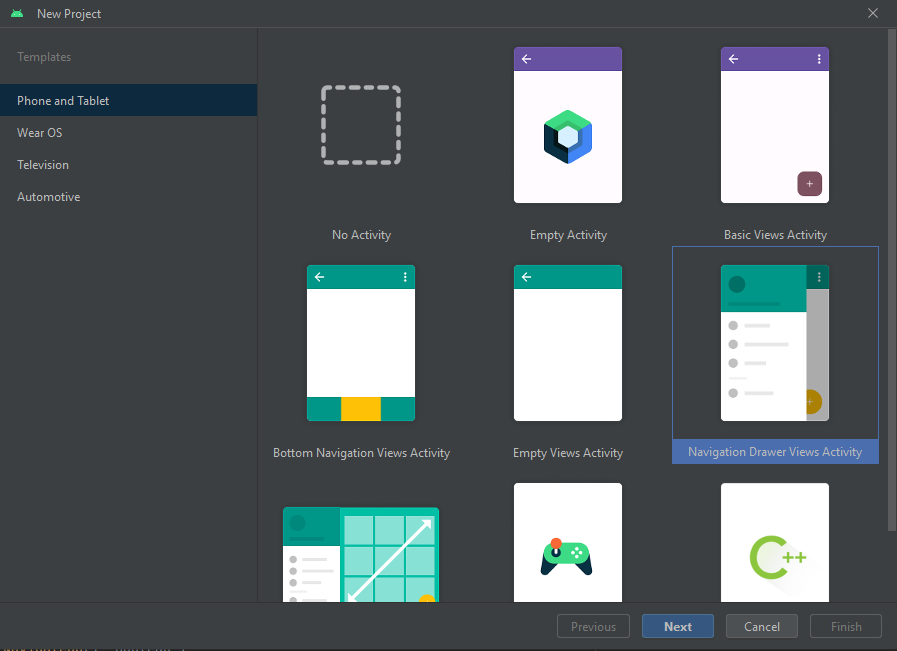 New Project
Templates
Phone and Tablet
Wear OS
Television
Automotive
No Activity
Empty Activity
Basic Views Activity
Bottom Navigation Views Activity
Empty Views Activity
Navigation Drawer Views Activity
C++
Previous
Next
Cancel
Finish